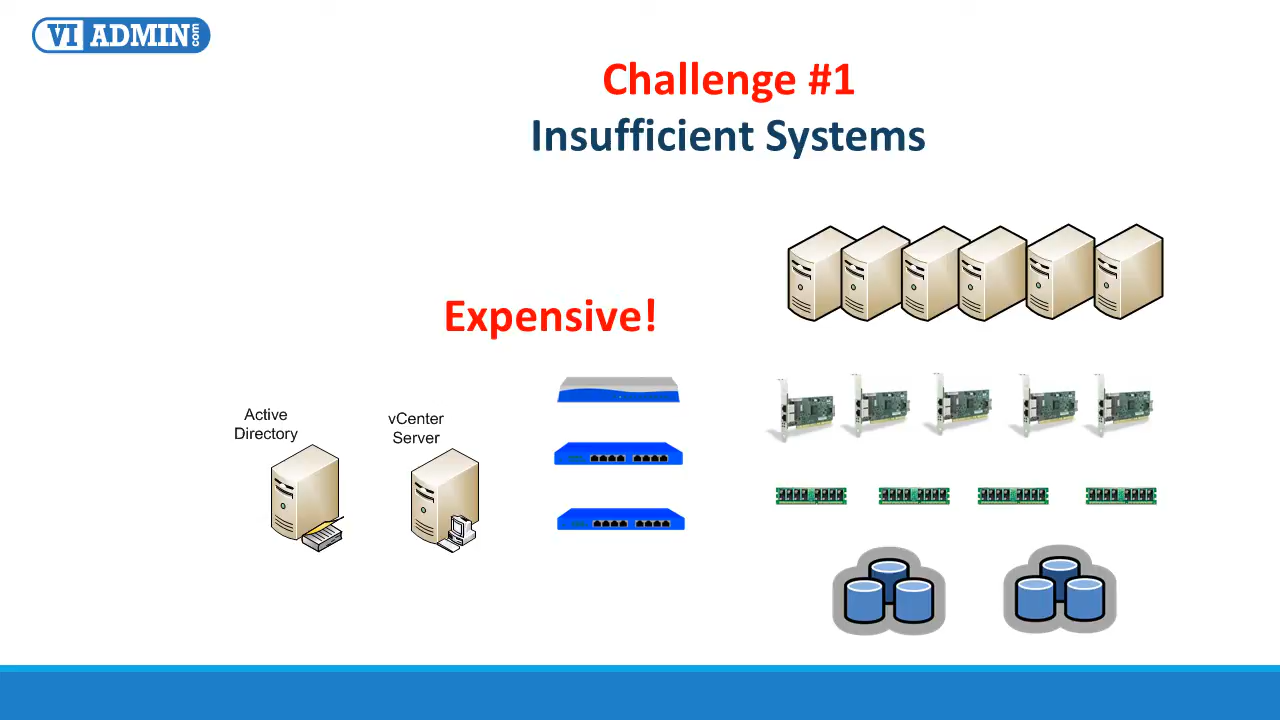 VI ADMIN.com
Challenge #1
Insufficient Systems
Expensive!
Active
Directory
vCenter
Server